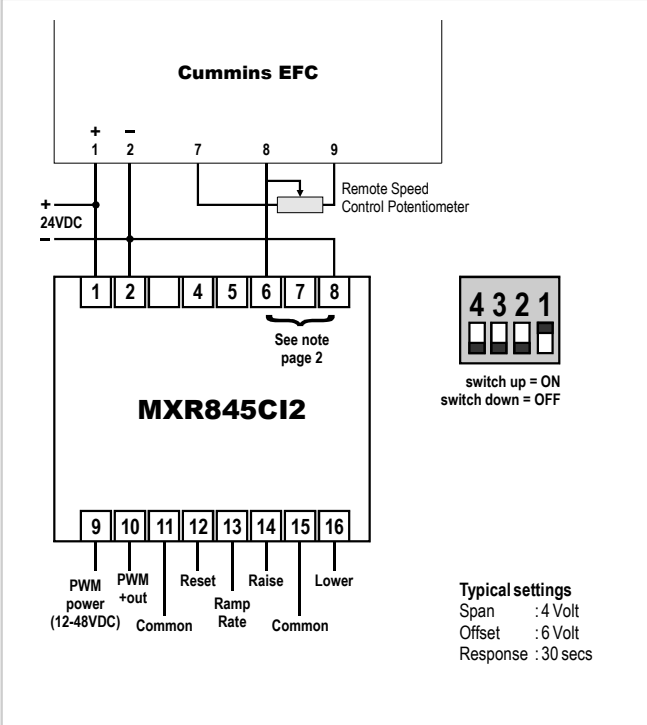 Cummins EFC
+ −
1 2 7 8 9
Remote Speed
Control Potentiometer
+
24VDC
−
1 2 4 5 6 7 8
See note
page 2
4 3 2 1
switch up = ON
switch down = OFF
MXR845CI2
9 10 11 12 13 14 15 16
PWM
power
(12-48VDC)
PWM
+out
Common
Reset
Ramp
Rate
Raise
Common
Lower
Typical settings
Span : 4 Volt
Offset : 6 Volt
Response : 30 secs